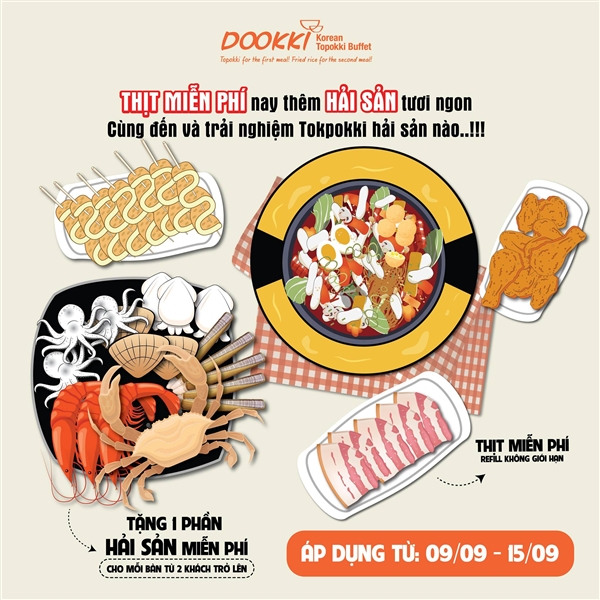 DOOKKI Korean
Topokki Buffet
Topokki for the first meal! Fried rice for the second meal!
THỊT MIỄN PHÍ nay thêm HẢI SẢN tươi ngon
Cùng đến và trải nghiệm Tokpokki hải sản nào..!!!
THỊT MIỄN PHÍ
REFILL KHÔNG GIỚI HẠN
TẶNG 1 PHẦN
HẢI SẢN MIỄN PHÍ
CHO MỖI BÀN TỪ 2 KHÁCH TRỞ LÊN
ÁP DỤNG TỪ: 09/09 - 15/09